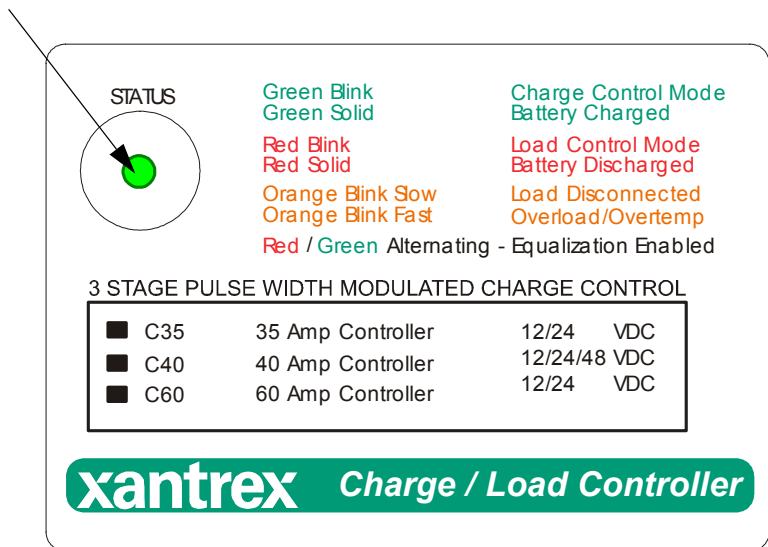 STATUS
Green Blink Charge Control Mode
Green Solid Battery Charged
Red Blink Load Control Mode
Red Solid Battery Discharged
Orange Blink Slow Load Disconnected
Orange Blink Fast Overload/Overtemp
Red / Green Alternating - Equalization Enabled
3 STAGE PULSE WIDTH MODULATED CHARGE CONTROL
C35 35 Amp Controller 12/24 VDC
C40 40 Amp Controller 12/24/48 VDC
C60 60 Amp Controller 12/24 VDC
xantrex Charge / Load Controller